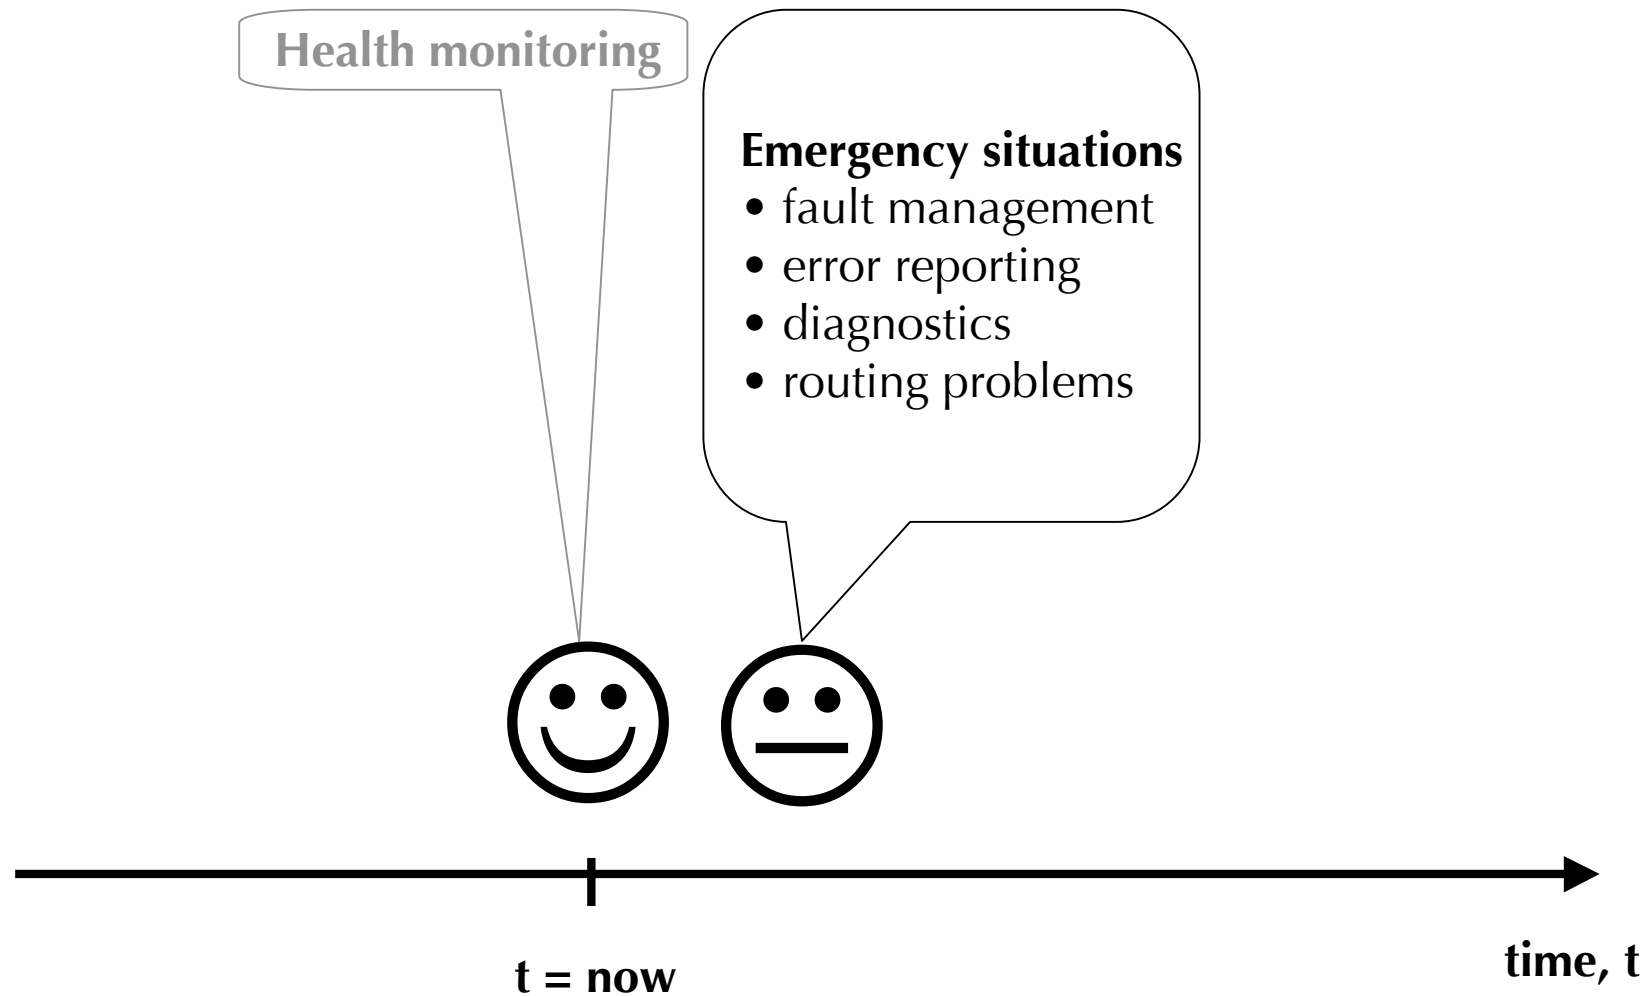 Health monitoring
Emergency situations
• fault management
• error reporting
• diagnostics
• routing problems
t = now
time, t